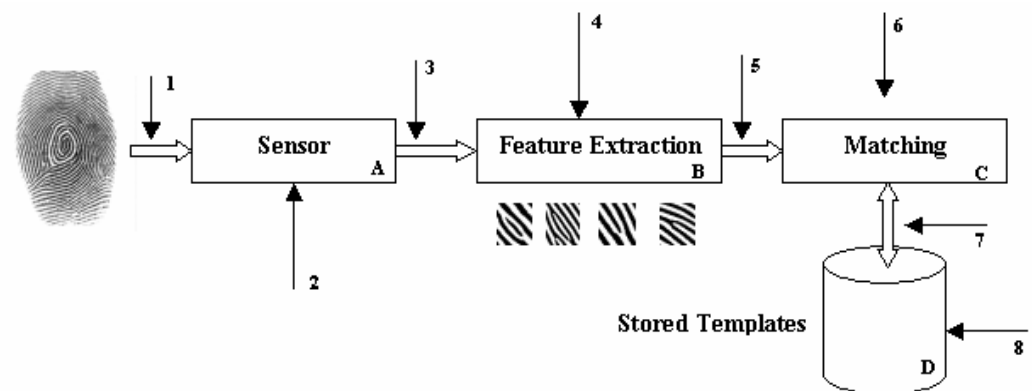 4
6
1
3
5
Sensor
A
Feature Extraction
B
Matching
C
2
7
Stored Templates
D
8